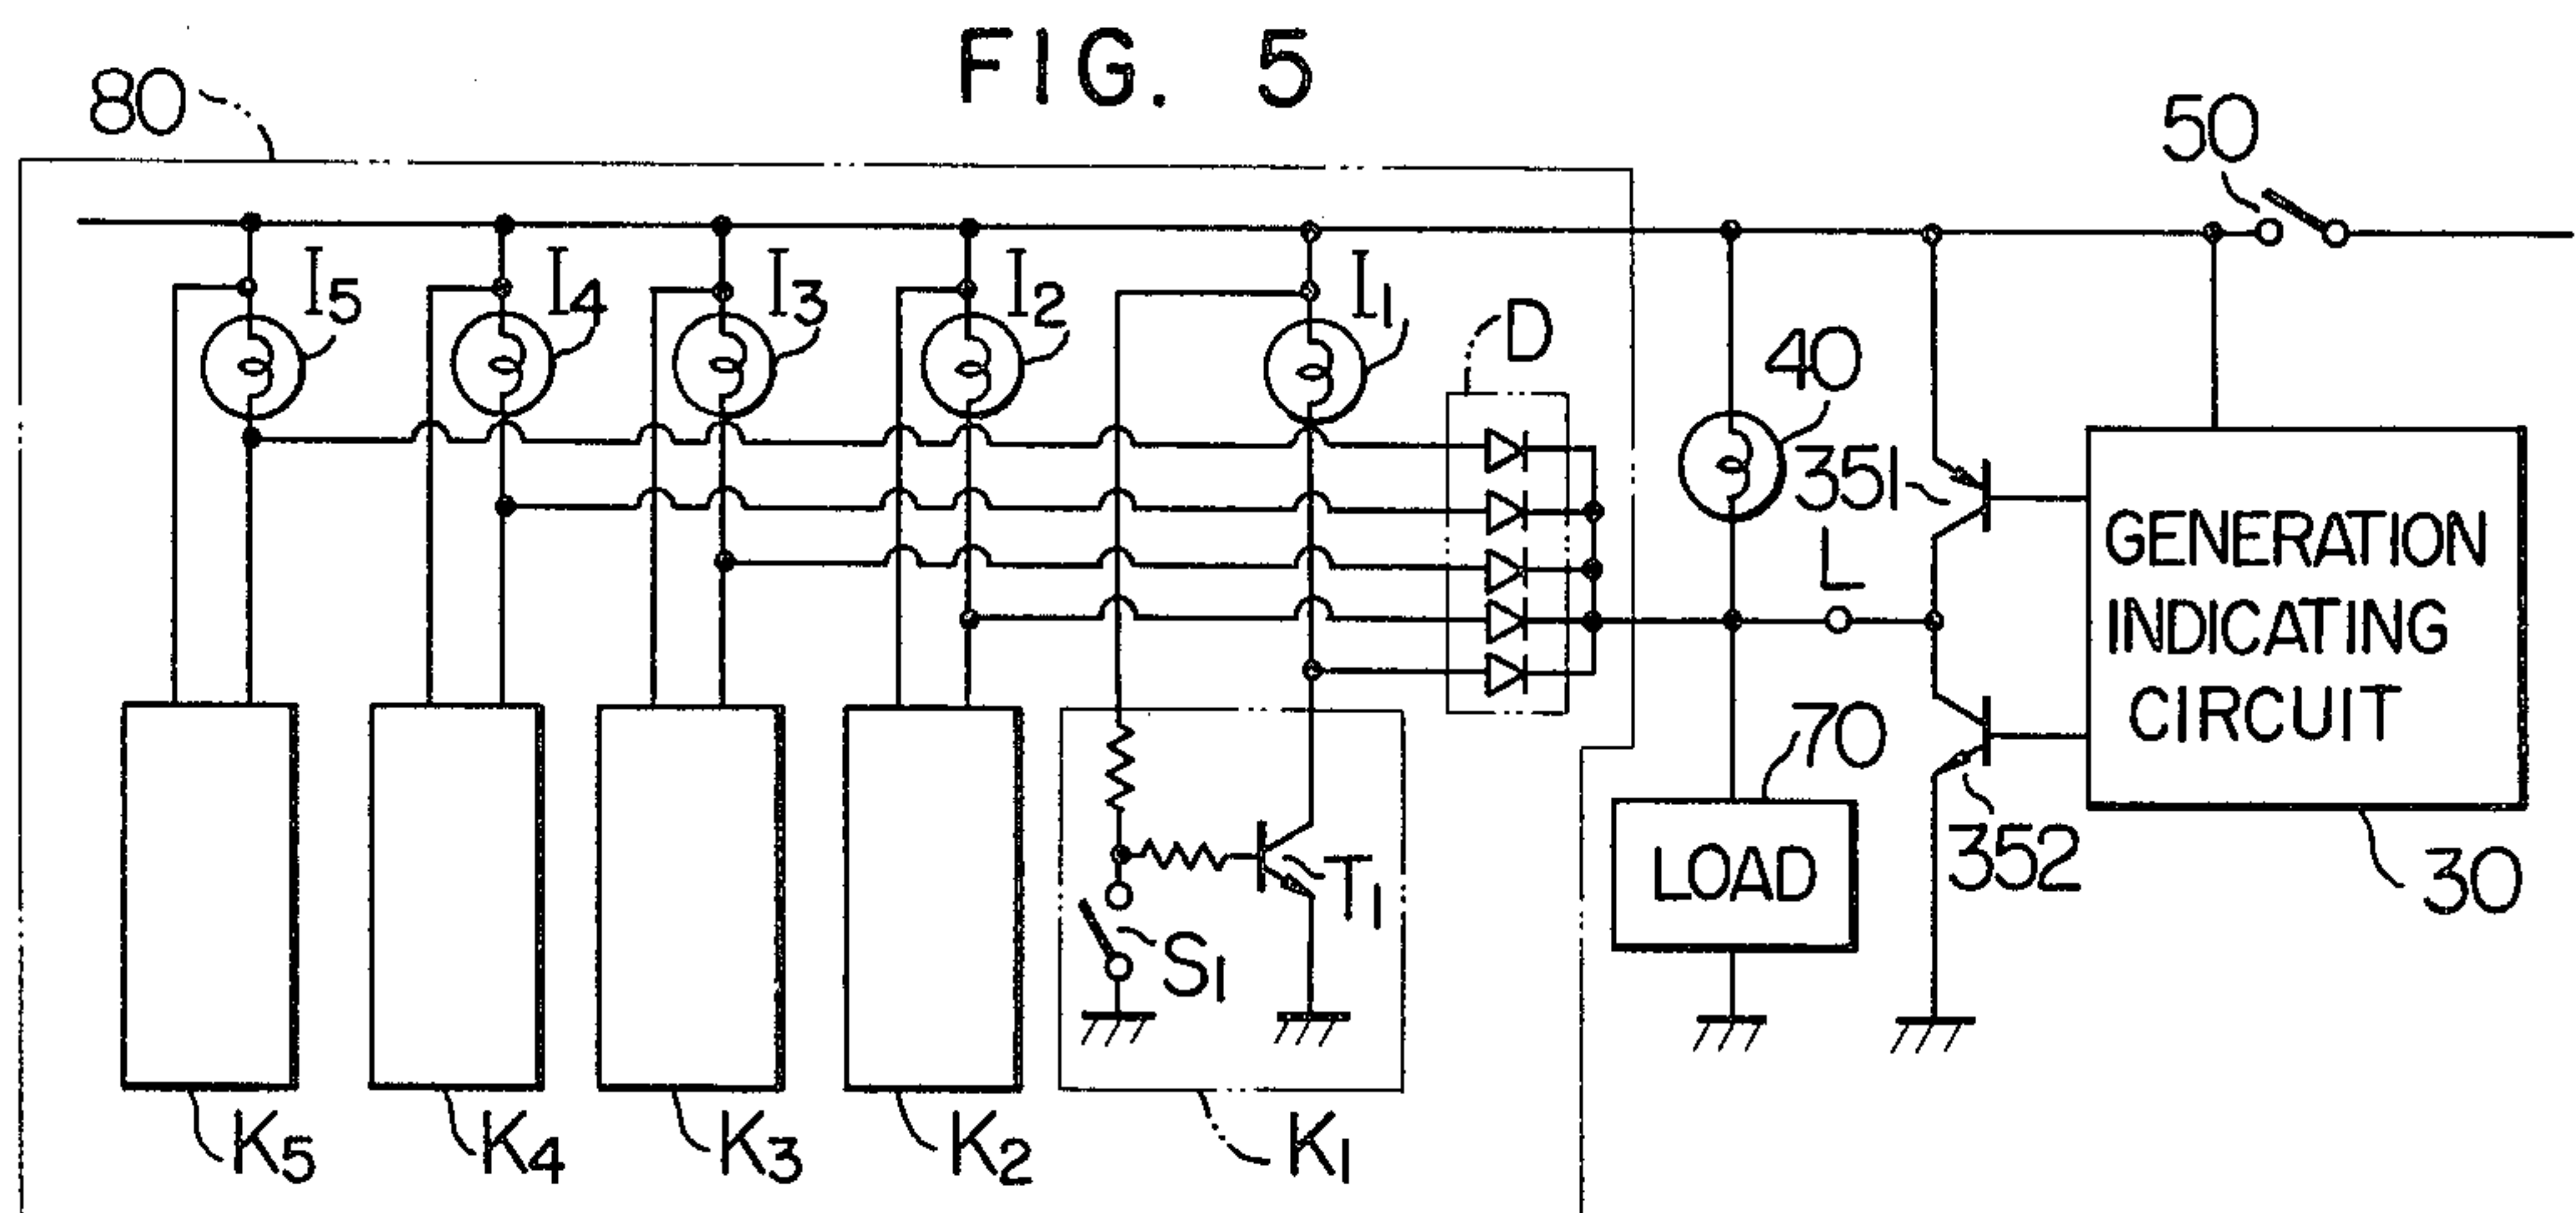 FIG. 5
80
50
I5
I4
I3
I2
I1
D
40
351
L
GENERATION
INDICATING
CIRCUIT
70
LOAD
352
30
T1
S1
K5
K4
K3
K2
K1